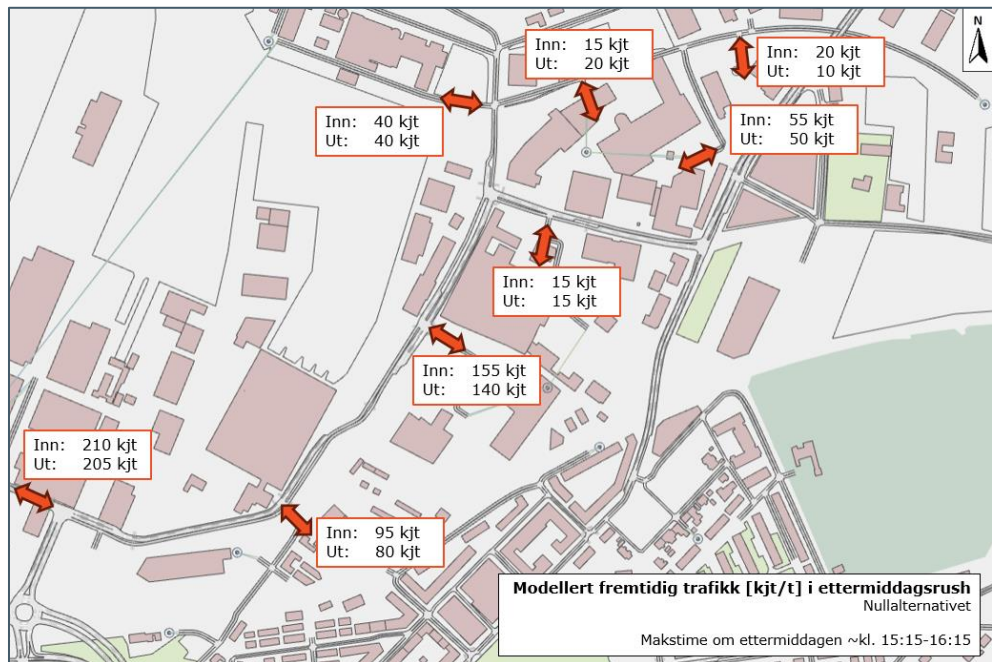 N
Inn: 15 kjt
Ut: 20 kjt
Inn: 20 kjt
Ut: 10 kjt
Inn: 40 kjt
Ut: 40 kjt
Inn: 55 kjt
Ut: 50 kjt
Inn: 15 kjt
Ut: 15 kjt
Inn: 155 kjt
Ut: 140 kjt
Inn: 210 kjt
Ut: 205 kjt
Inn: 95 kjt
Ut: 80 kjt
Modellert fremtidig trafikk [kjt/t] i ettermiddagsrush
Nullalternativet
Makstime om ettermiddagen ~kl. 15:15-16:15